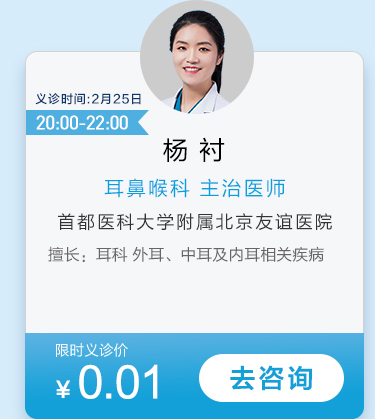 义诊时间:2月25日
20:00-22:00
杨 衬
耳鼻喉科 主治医师
首都医科大学附属北京友谊医院
擅长：耳科 外耳、中耳及内耳相关疾病
限时义诊价
¥ 0.01
去咨询